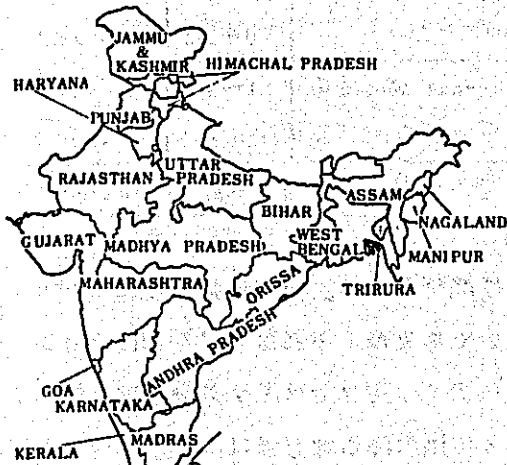 JAMMU
&
KASHMIR
HIMACHAL PRADESH
HARYANA
PUNJAB
UTTAR
PRADESH
RAJASTHAN
ASSAM
BIHAR
NAGALAND
GUJARAT
MADHYA PRADESH
WEST
BENGAL
MANIPUR
MAHARASHTRA
ORISSA
TRIRURA
ANDHRA PRADESH
GOA
KARNATAKA
KERALA
MADRAS